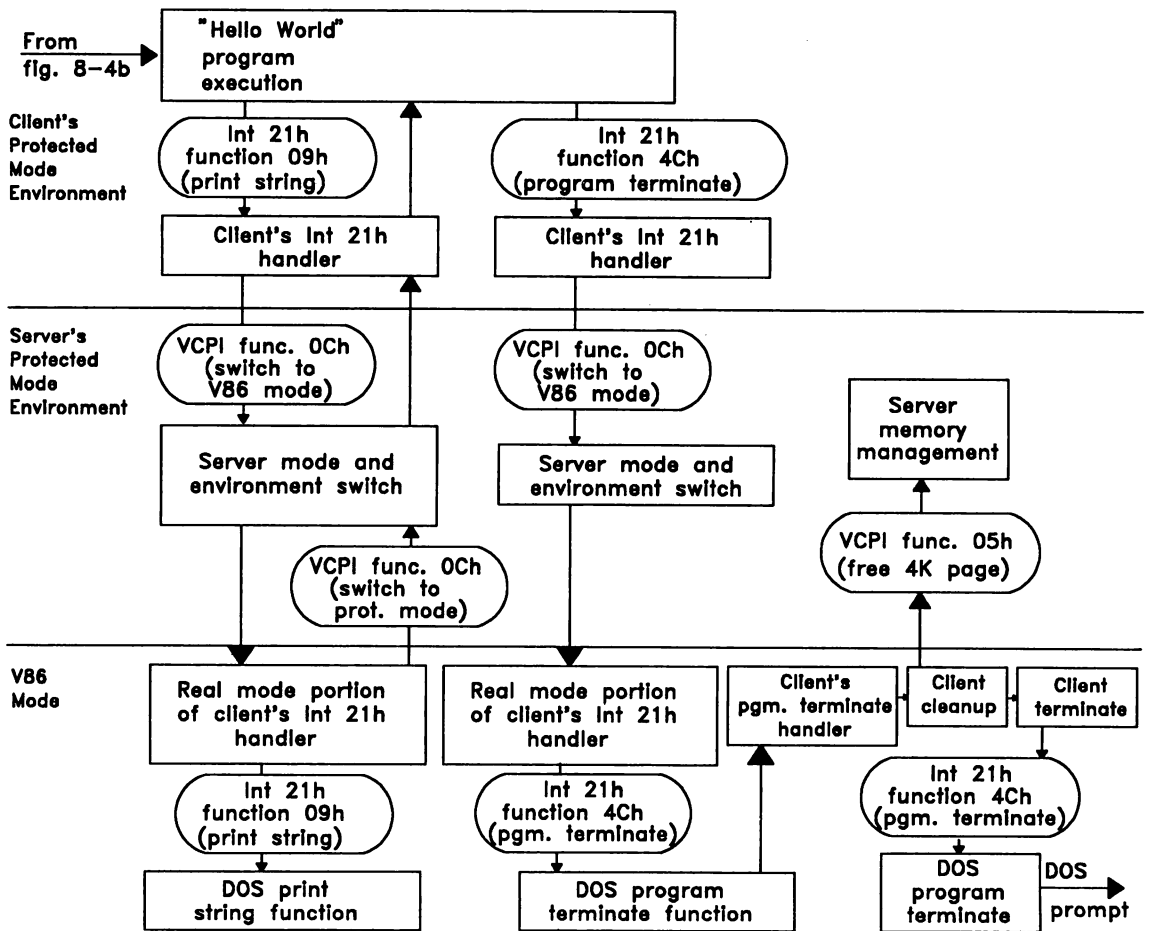 From
fig. 8-4b
"Hello World"
program
execution
Client's
Protected
Mode
Environment
Int 21h
function 09h
(print string)
Int 21h
function 4Ch
(program terminate)
Client's Int 21h
handler
Client's Int 21h
handler
Server's
Protected
Mode
Environment
VCPI func. 0Ch
(switch to
V86 mode)
VCPI func. 0Ch
(switch to
V86 mode)
Server
memory
management
Server mode and
environment switch
Server mode and
environment switch
VCPI func. 05h
(free 4K page)
VCPI func. 0Ch
(switch to
prot. mode)
V86
Mode
Real mode portion
of client's Int 21h
handler
Real mode portion
of client's Int 21h
handler
Client's
pgm. terminate
handler
Client
cleanup
Client
terminate
Int 21h
function 09h
(print string)
Int 21h
function 4Ch
(pgm. terminate)
Int 21h
function 4Ch
(pgm. terminate)
DOS print
string function
DOS program
terminate function
DOS
program
terminate
DOS
prompt